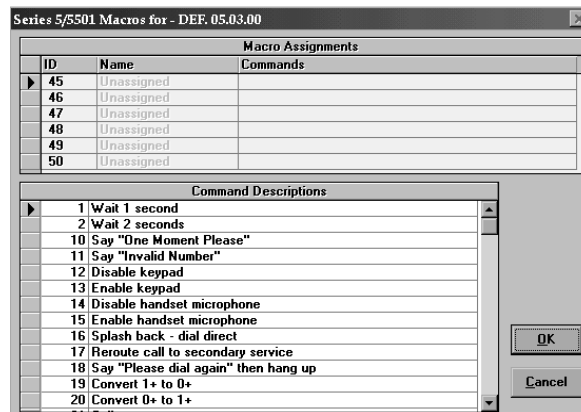 Series 5/5501 Macros for - DEF. 05.03.00
Macro Assignments
ID Name Commands
45 Unassigned
46 Unassigned
47 Unassigned
48 Unassigned
49 Unassigned
50 Unassigned
Command Descriptions
1 Wait 1 second
2 Wait 2 seconds
10 Say "One Moment Please"
11 Say "Invalid Number"
12 Disable keypad
13 Enable keypad
14 Disable handset microphone
15 Enable handset microphone
16 Splash back - dial direct
17 Reroute call to secondary service
18 Say "Please dial again" then hang up
19 Convert 1+ to 0+
20 Convert 0+ to 1+
OK
Cancel